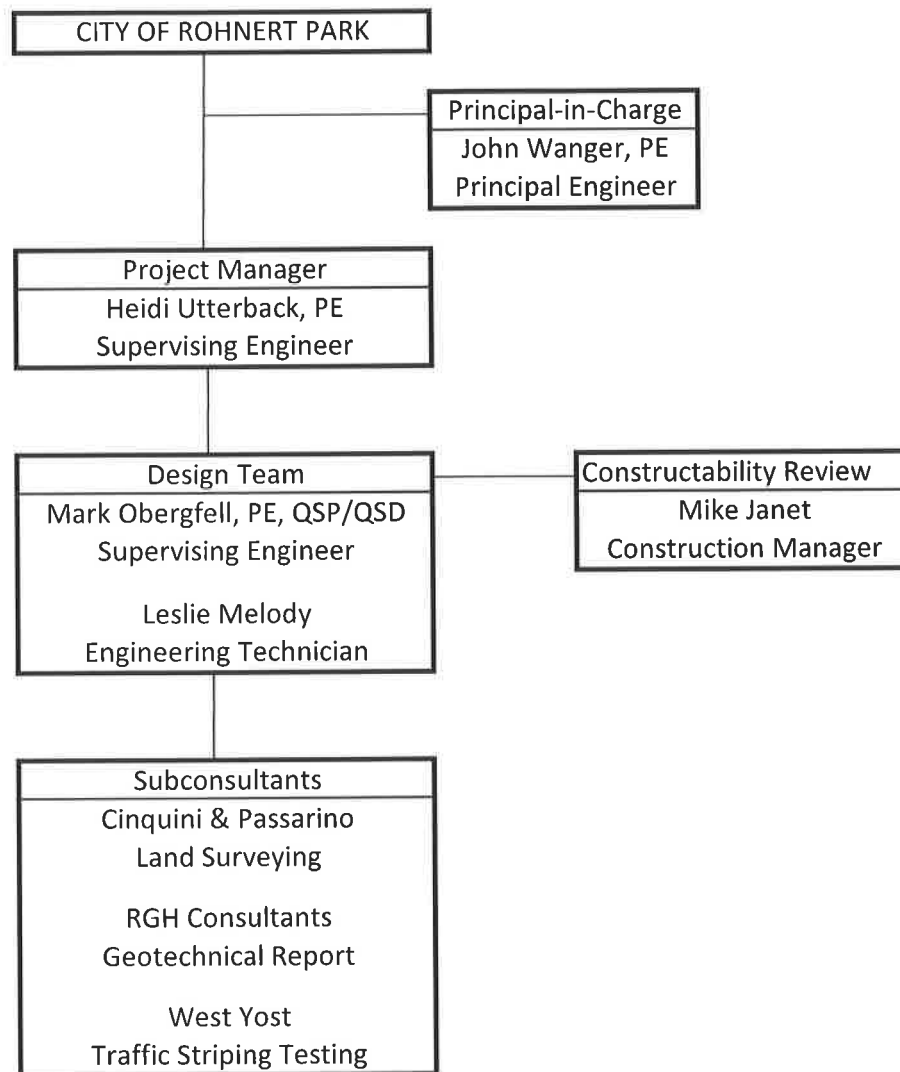 CITY OF ROHNERT PARK
Principal-in-Charge
John Wanger, PE
Principal Engineer
Project Manager
Heidi Utterback, PE
Supervising Engineer
Design Team
Mark Obergfell, PE, QSP/QSD
Supervising Engineer
Leslie Melody
Engineering Technician
Constructability Review
Mike Janet
Construction Manager
Subconsultants
Cinquini & Passarino
Land Surveying
RGH Consultants
Geotechnical Report
West Yost
Traffic Striping Testing